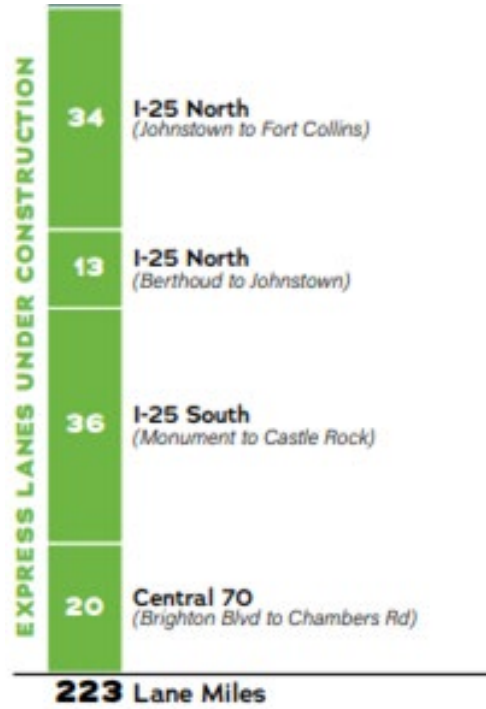 EXPRESS LANES UNDER CONSTRUCTION
34
I-25 North
(Johnstown to Fort Collins)
13
I-25 North
(Berthoud to Johnstown)
36
I-25 South
(Monument to Castle Rock)
20
Central 70
(Brighton Blvd to Chambers Rd)
223 Lane Miles